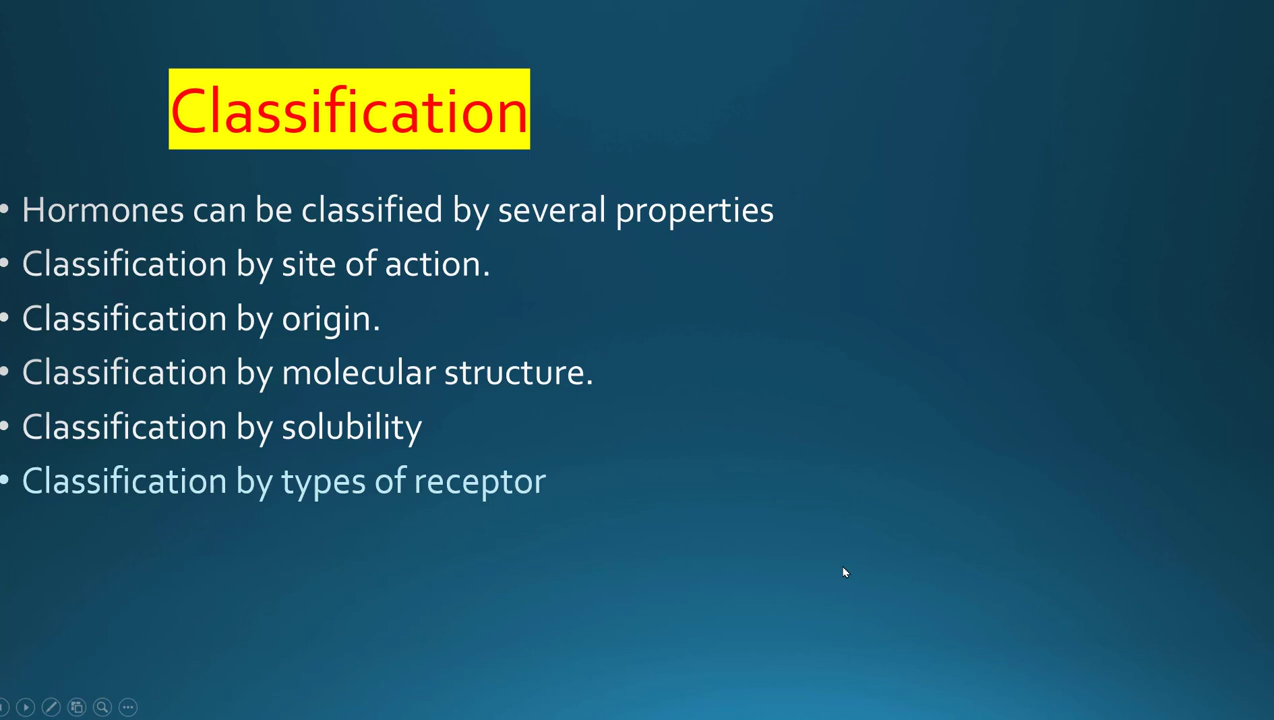 Classification
• Hormones can be classified by several properties
• Classification by site of action.
• Classification by origin.
• Classification by molecular structure.
• Classification by solubility
• Classification by types of receptor